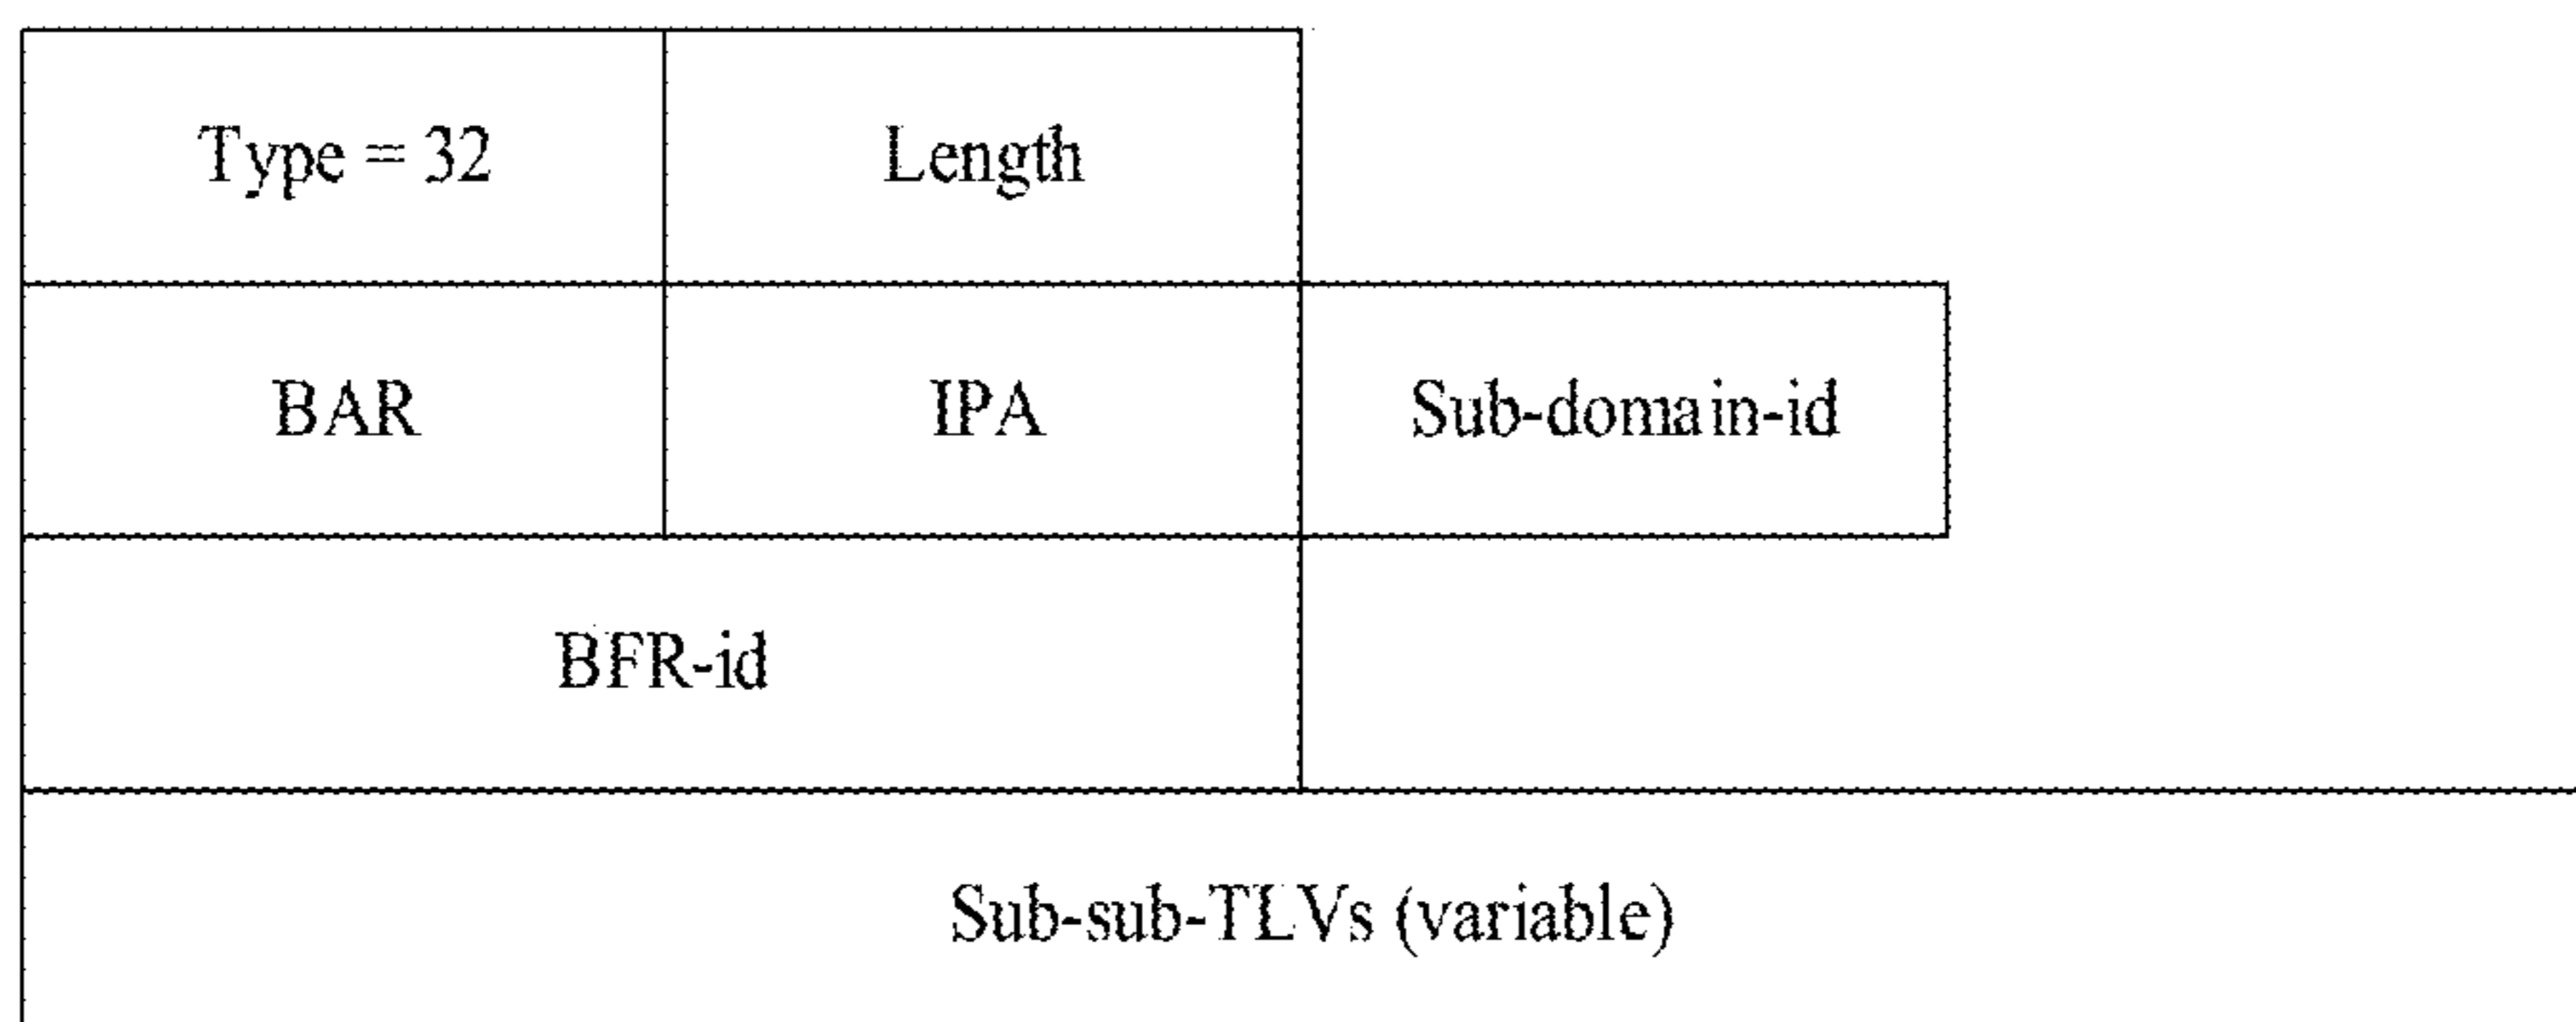 Type = 32 Length
BAR IPA Sub-domain-id
BFR-id
Sub-sub-TLVs (variable)